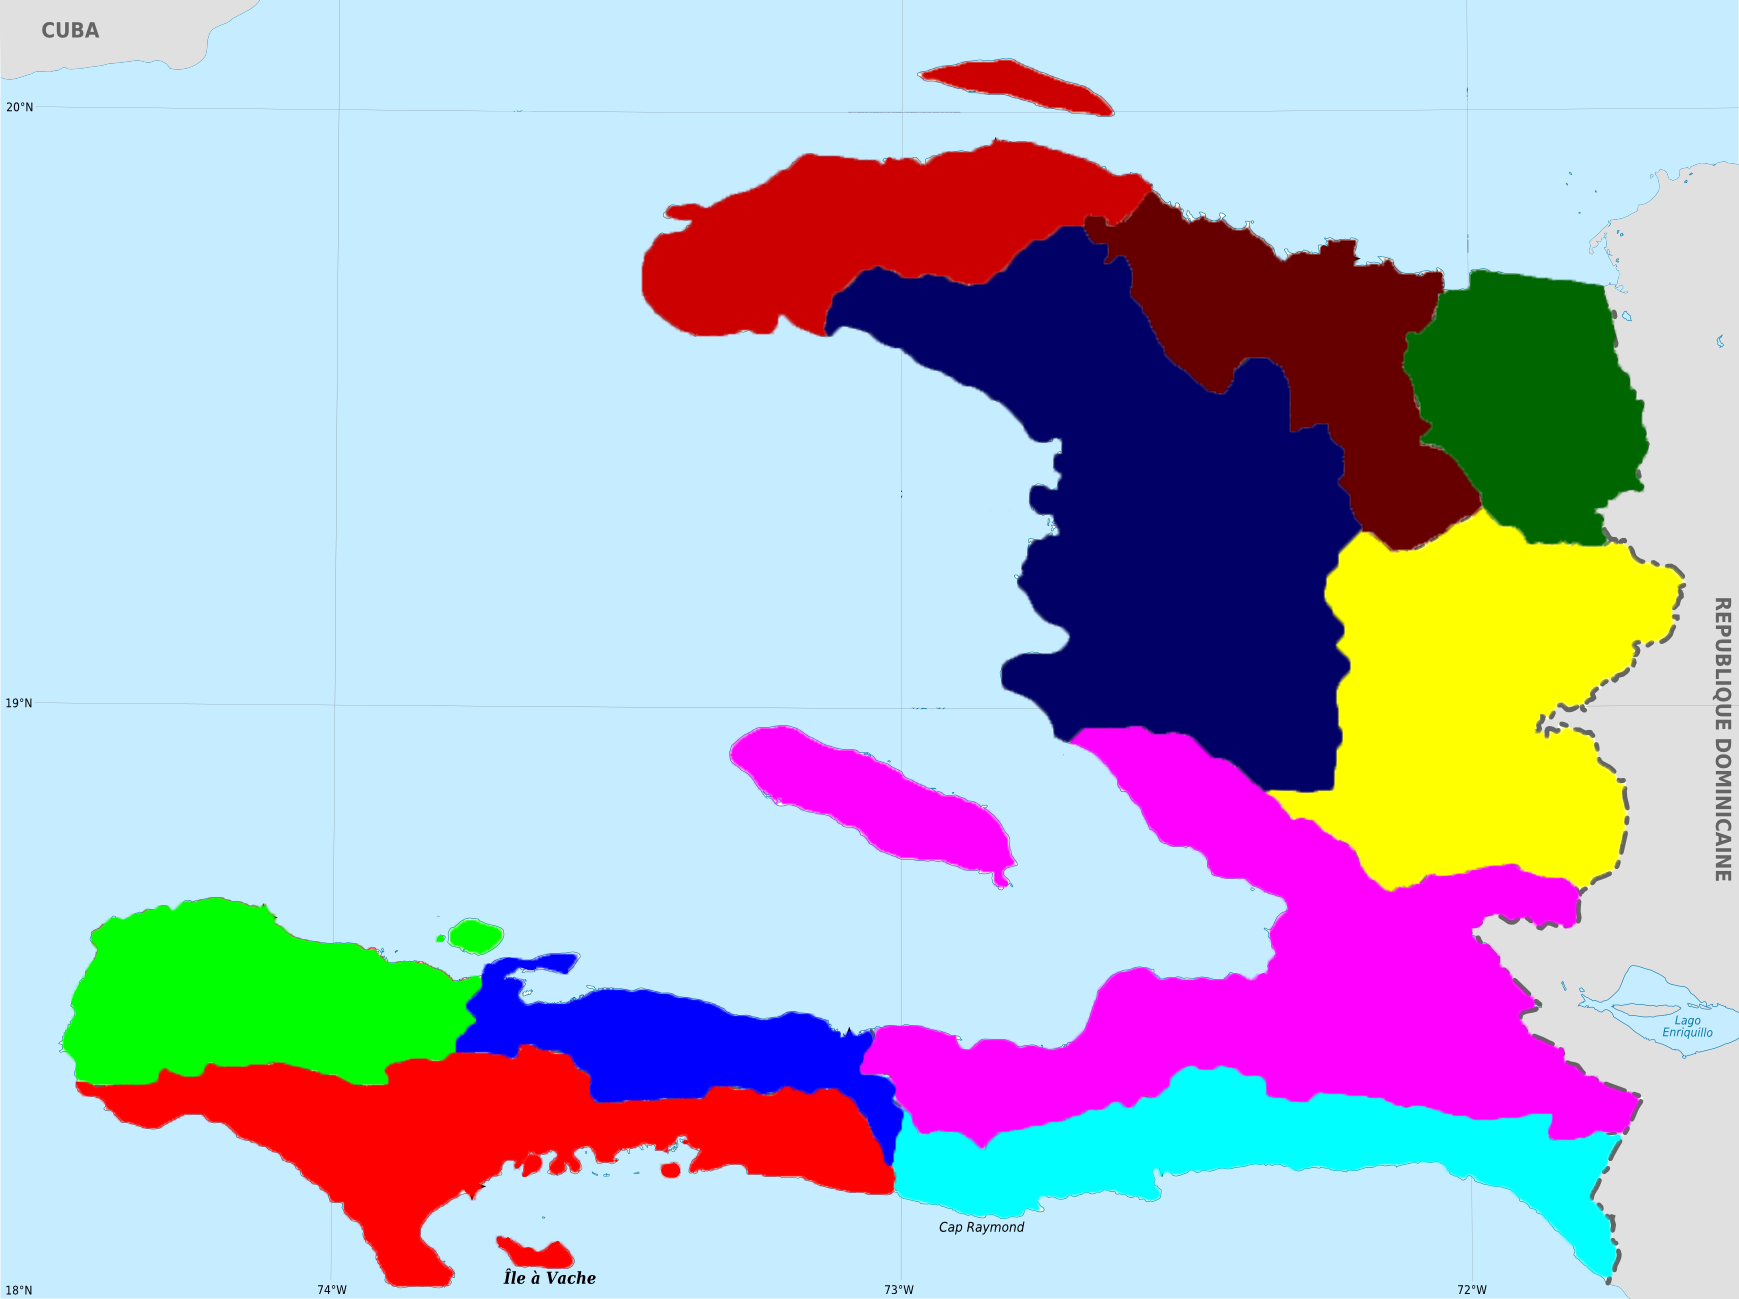 CUBA
20°N
19°N
REPUBLIQUE DOMINICAINE
Lago
Enriquillo
Cap Raymond
Île à Vache
18°N
74°W
73°W
72°W